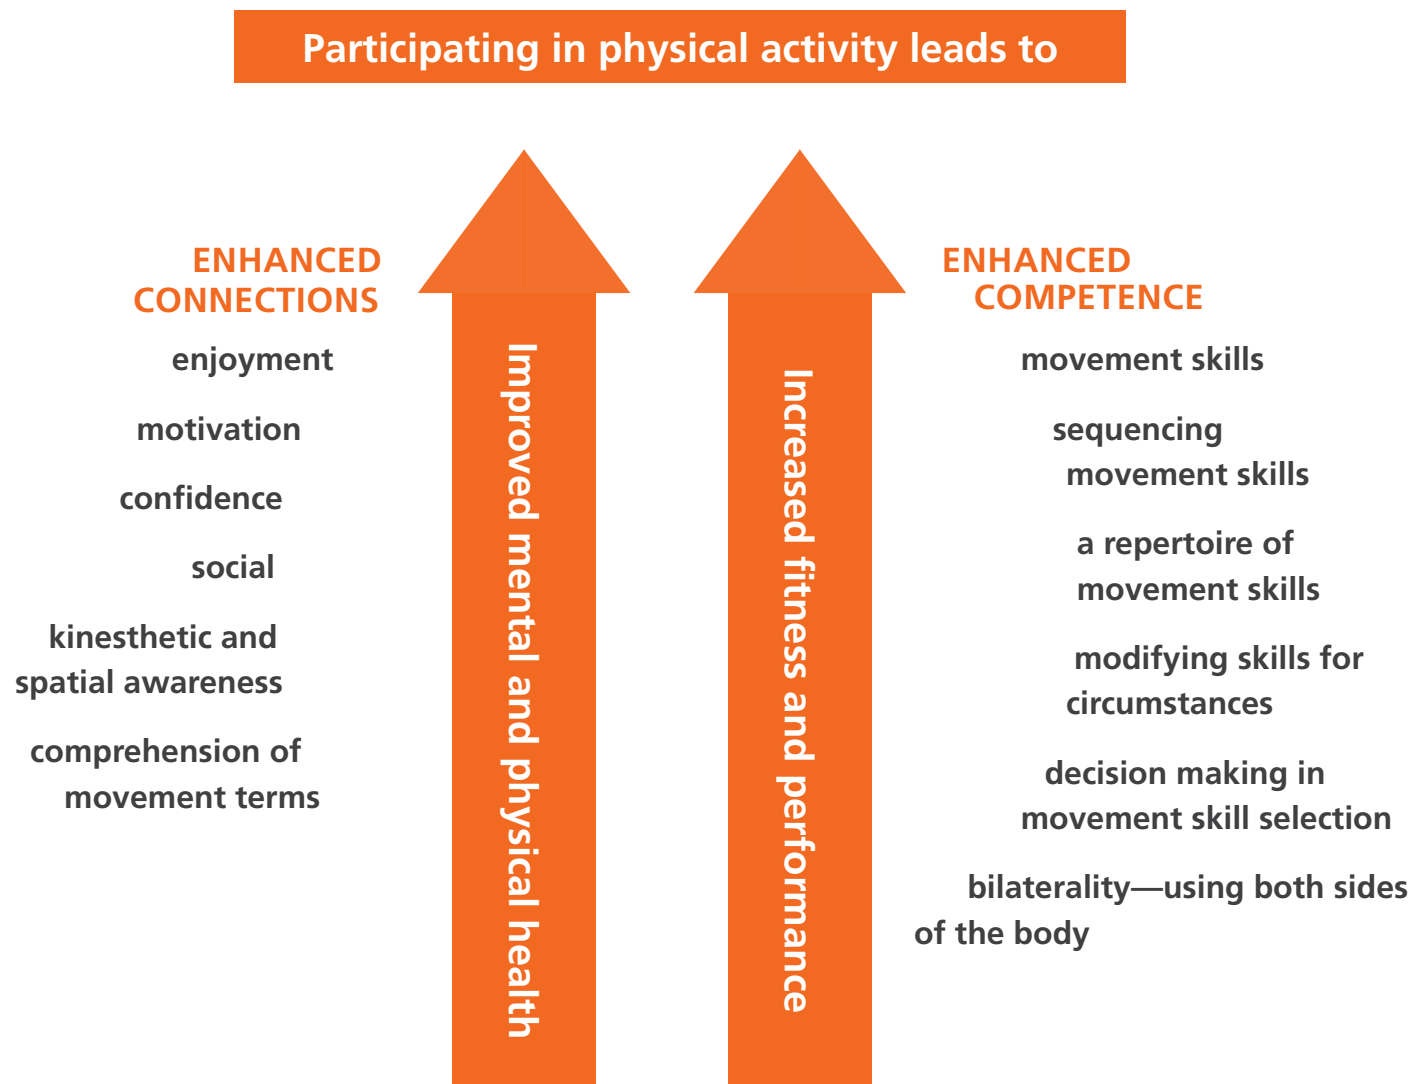 Participating in physical activity leads to
ENHANCED
CONNECTIONS
enjoyment
motivation
confidence
social
kinesthetic and
spatial awareness
comprehension of
movement terms
Improved mental and physical health
Increased fitness and performance
ENHANCED
COMPETENCE
movement skills
sequencing
movement skills
a repertoire of
movement skills
modifying skills for
circumstances
decision making in
movement skill selection
bilaterality—using both sides
of the body